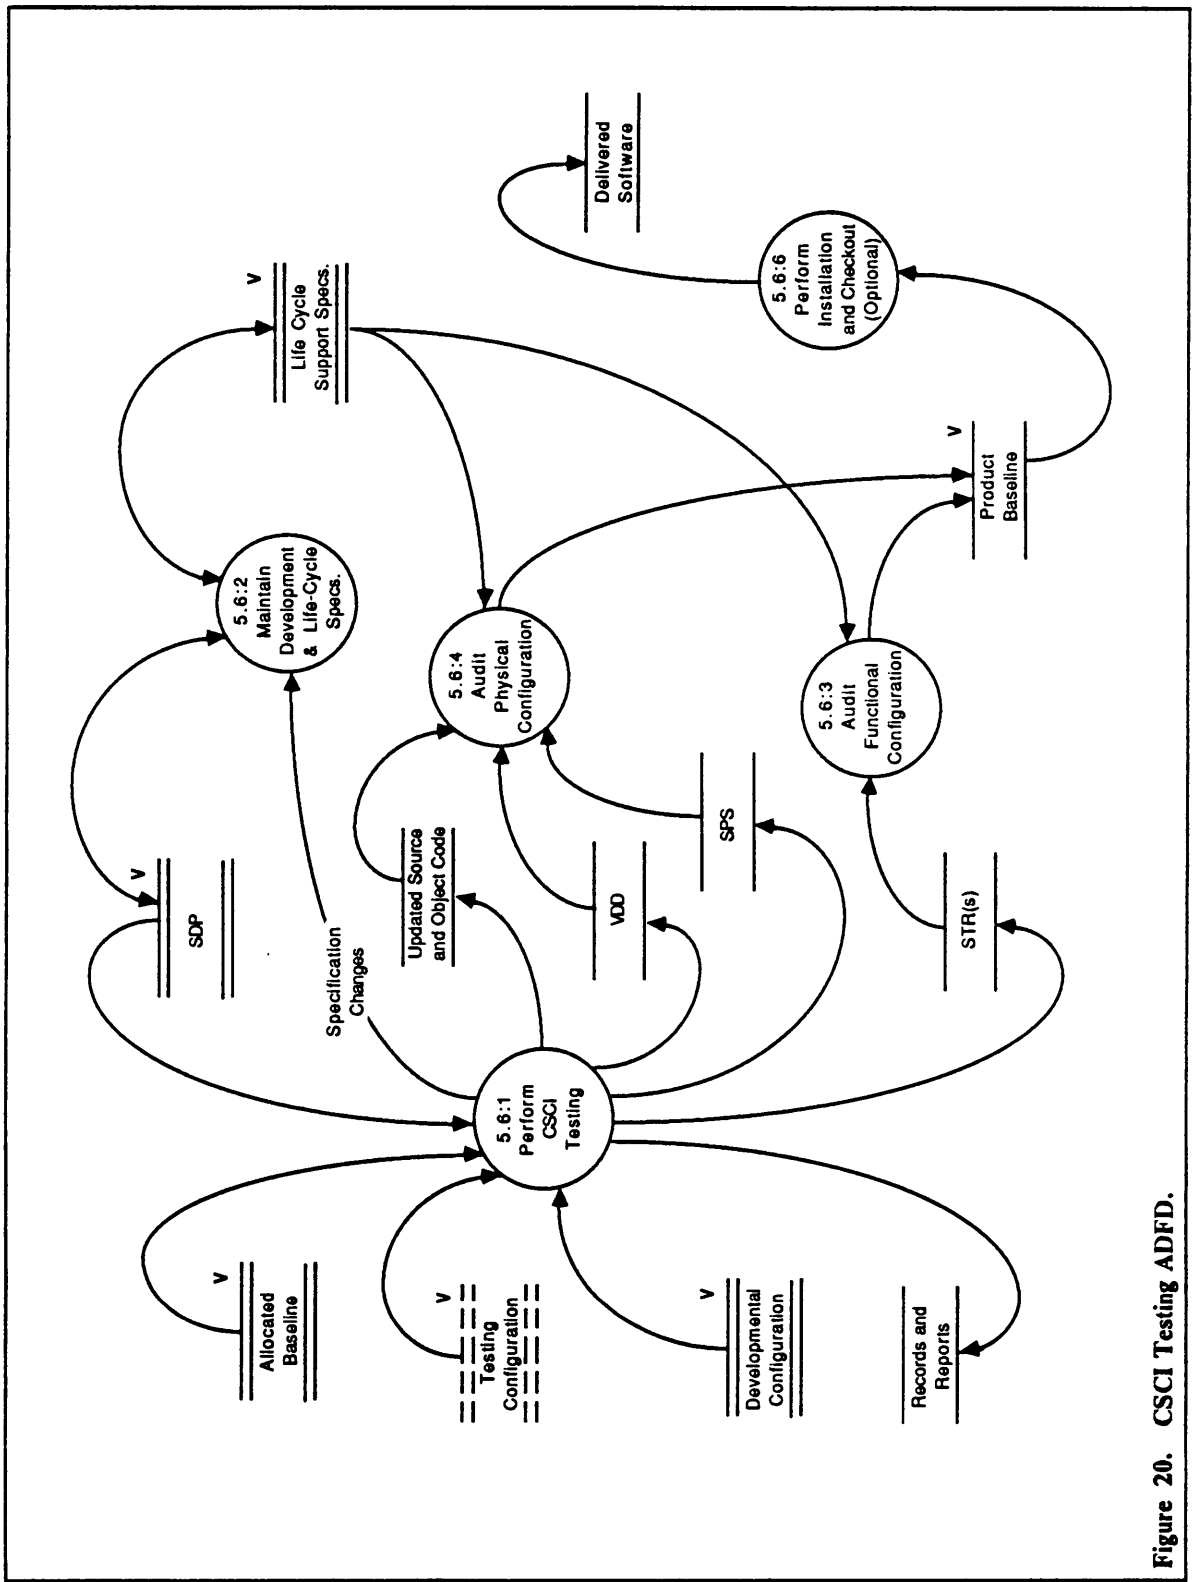 V
Allocated
Baseline
V
Testing
Configuration
V
Developmental
Configuration
Records and
Reports
5.6:1
Perform
CSCI
Testing
V
SDP
Specification
Changes
Updated Source
and Object Code
VDD
SPS
STR(s)
5.6:2
Maintain
Development
& Life-Cycle
Specs.
5.6:4
Audit
Physical
Configuration
5.6:3
Audit
Functional
Configuration
V
Life Cycle
Support Specs.
V
Product
Baseline
5.6:6
Perform
Installation
and Checkout
(Optional)
Delivered
Software
Figure 20. CSCI Testing ADFD.